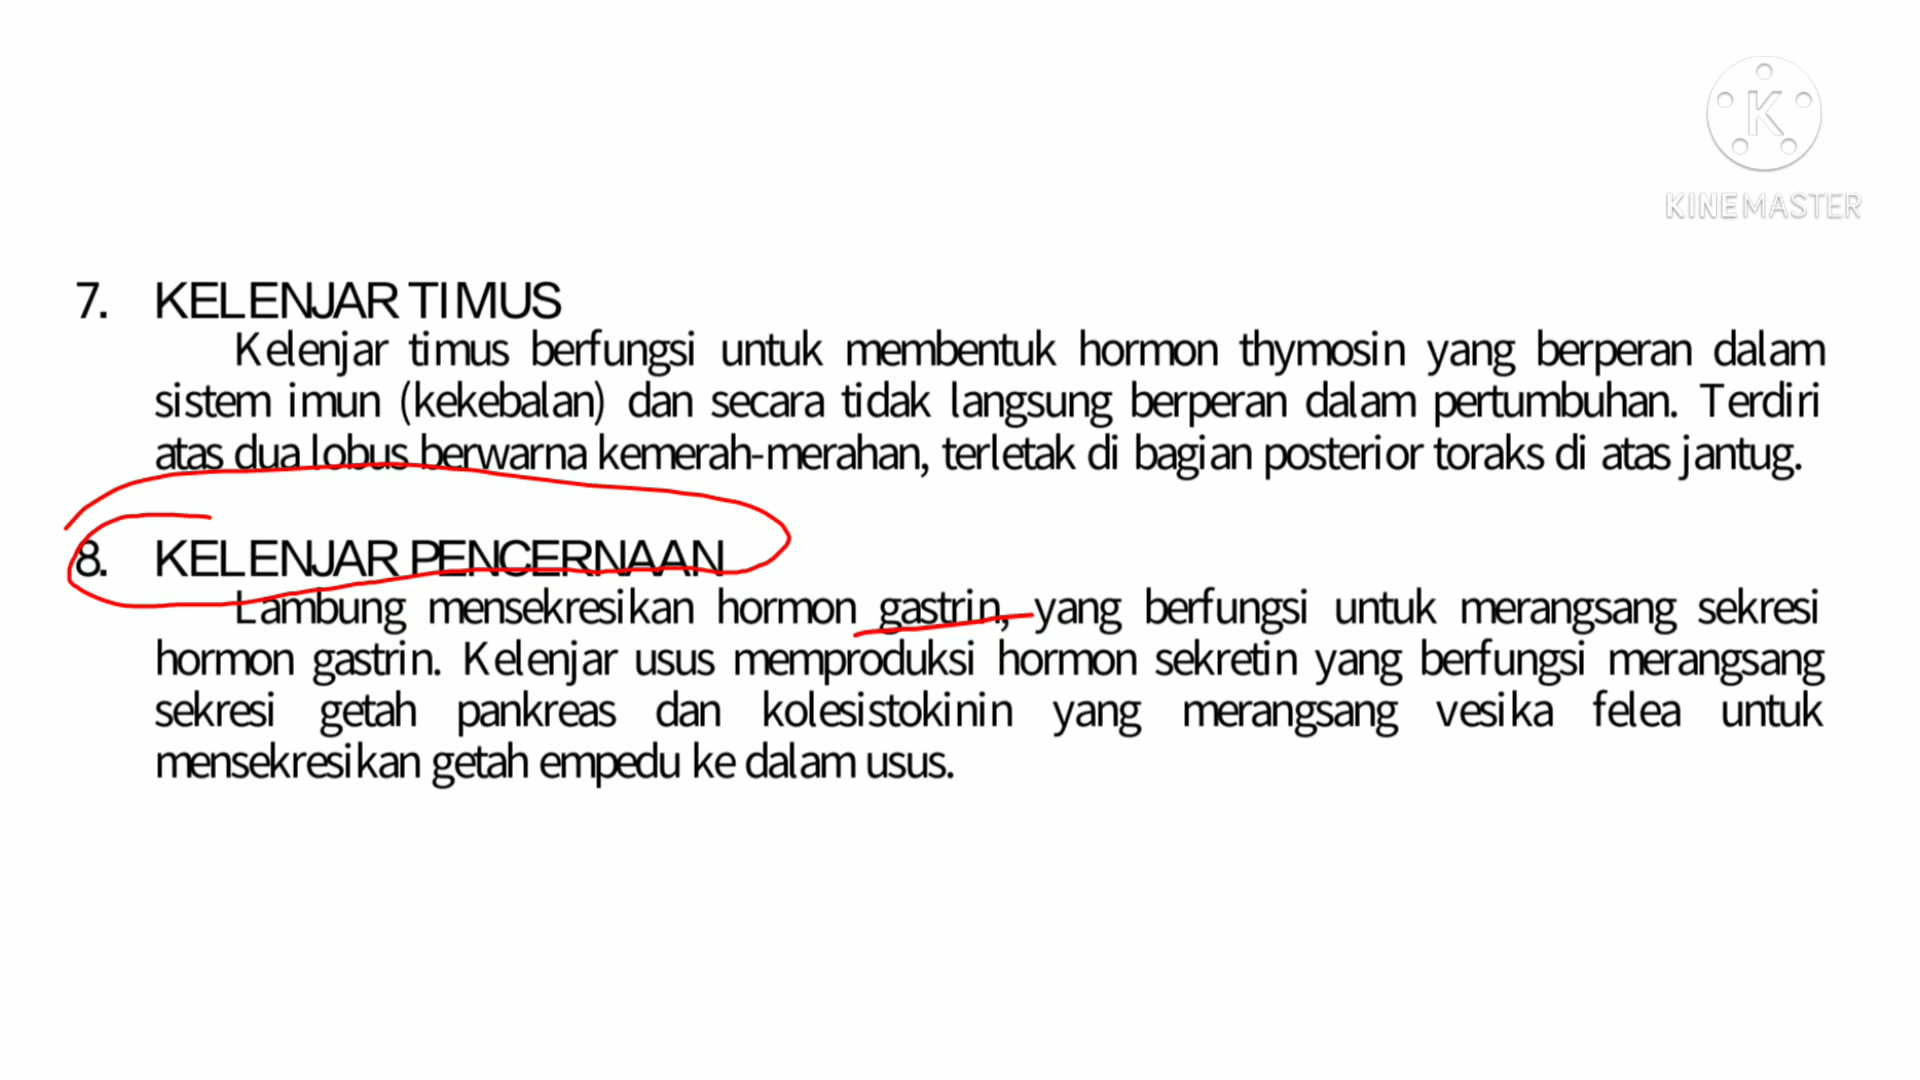 K
KINEMASTER
7. KELENJAR TIMUS
Kelenjar timus berfungsi untuk membentuk hormon thymosin yang berperan dalam
sistem imun (kekebalan) dan secara tidak langsung berperan dalam pertumbuhan. Terdiri
atas dua lobus berwarna kemerah-merahan, terletak di bagian posterior toraks di atas jantug.
8. KELENJAR PENCERNAAN
Lambung mensekresikan hormon gastrin, yang berfungsi untuk merangsang sekresi
hormon gastrin. Kelenjar usus memproduksi hormon sekretin yang berfungsi merangsang
sekresi getah pankreas dan kolesistokinin yang merangsang vesika felea untuk
mensekresikan getah empedu ke dalam usus.